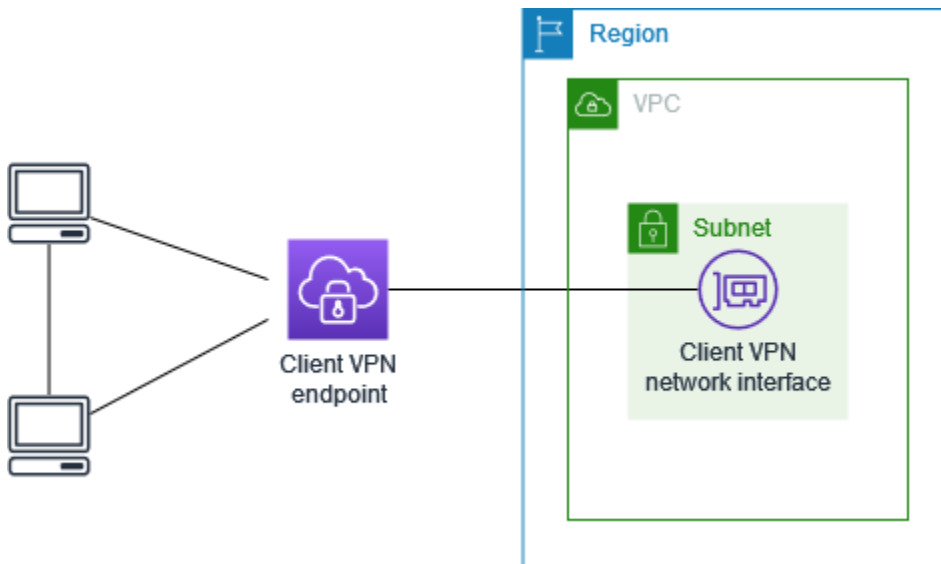 Region
VPC
Subnet
Client VPN
endpoint
Client VPN
network interface